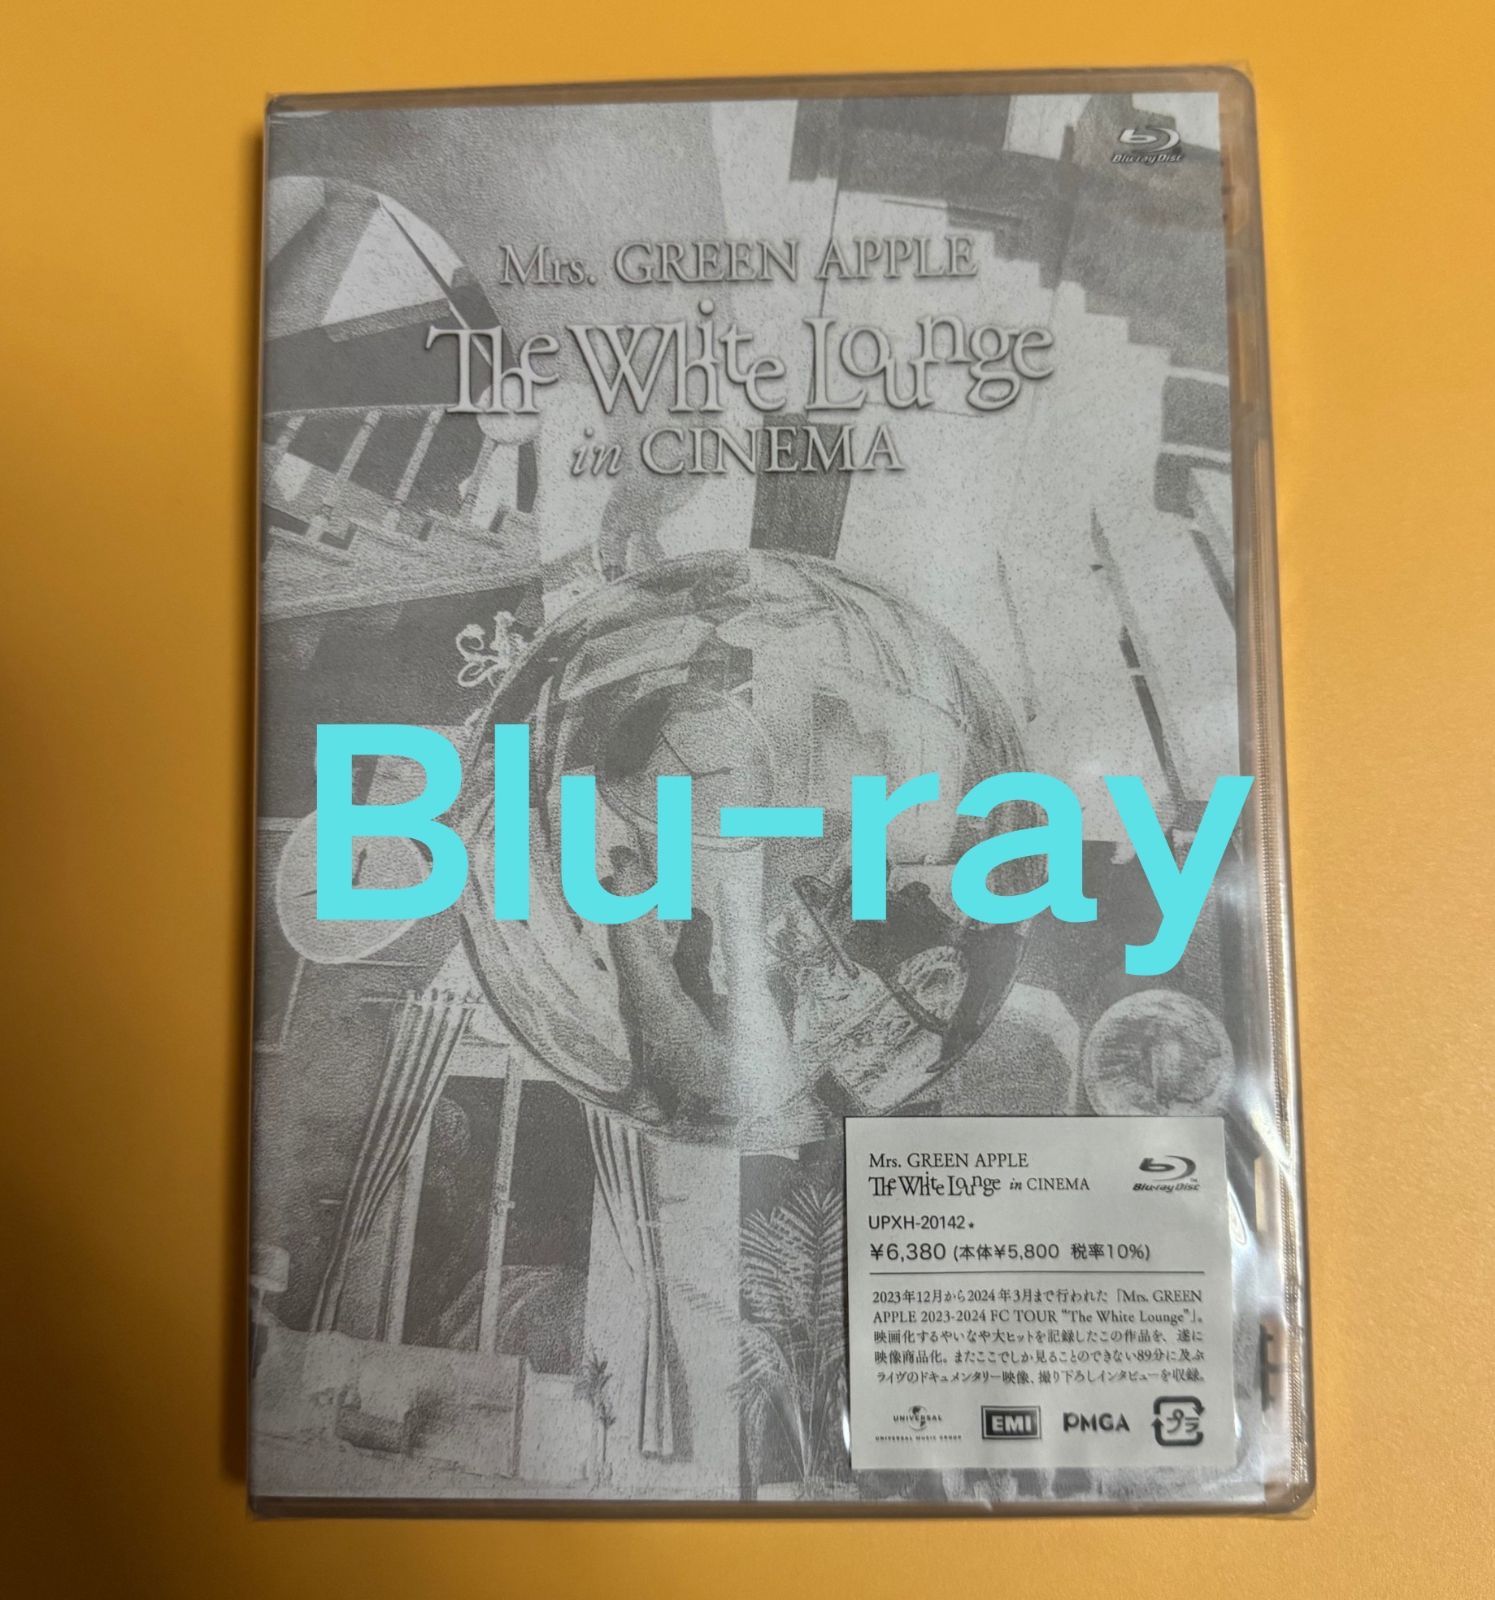 Blu-ray Disc
Mrs. GREEN APPLE
The White Lounge
in CINEMA
Blu-ray
Mrs. GREEN APPLE
The White Lounge in CINEMA
Blu-ray Disc™
UPXH-20142★
¥6,380 (本体¥5,800 税率10%)
2023年12月から2024年3月まで行われた「Mrs. GREEN
APPLE 2023-2024 FC TOUR “The White Lounge”」。
映画化するやいなや大ヒットを記録したこの作品を、遂に
映像商品化。またここでしか見ることのできない89分に及ぶ
ライヴのドキュメンタリー映像、撮り下ろしインタビューを収録。
UNIVERSAL
UNIVERSAL MUSIC GROUP
EMI
PMGA
プラ